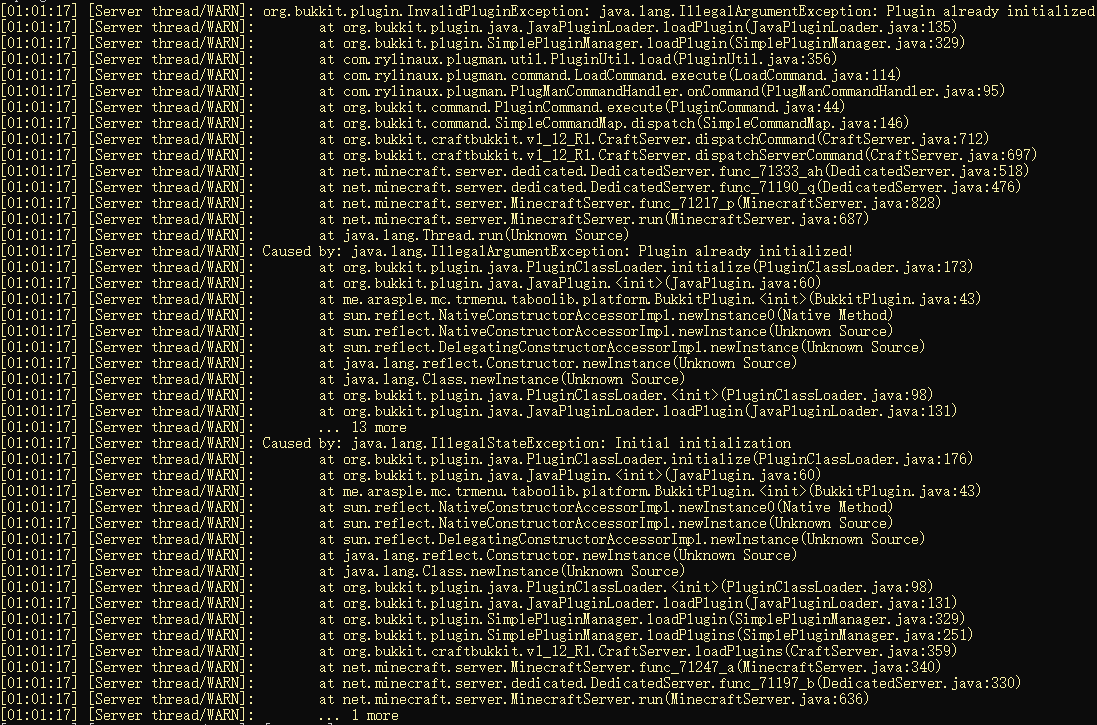 [01:01:17] [Server thread/WARN]: org.bukkit.plugin.InvalidPluginException: java.lang.IllegalArgumentException: Plugin already initialized
[01:01:17] [Server thread/WARN]: at org.bukkit.plugin.java.JavaPluginLoader.loadPlugin(JavaPluginLoader.java:135)
[01:01:17] [Server thread/WARN]: at org.bukkit.plugin.SimplePluginManager.loadPlugin(SimplePluginManager.java:329)
[01:01:17] [Server thread/WARN]: at com.rylinaux.plugman.util.PluginUtil.load(PluginUtil.java:356)
[01:01:17] [Server thread/WARN]: at com.rylinaux.plugman.command.LoadCommand.execute(LoadCommand.java:114)
[01:01:17] [Server thread/WARN]: at com.rylinaux.plugman.PlugManCommandHandler.onCommand(PlugManCommandHandler.java:95)
[01:01:17] [Server thread/WARN]: at org.bukkit.command.PluginCommand.execute(PluginCommand.java:44)
[01:01:17] [Server thread/WARN]: at org.bukkit.command.SimpleCommandMap.dispatch(SimpleCommandMap.java:146)
[01:01:17] [Server thread/WARN]: at org.bukkit.craftbukkit.v1_12_R1.CraftServer.dispatchCommand(CraftServer.java:712)
[01:01:17] [Server thread/WARN]: at org.bukkit.craftbukkit.v1_12_R1.CraftServer.dispatchServerCommand(CraftServer.java:697)
[01:01:17] [Server thread/WARN]: at net.minecraft.server.dedicated.DedicatedServer.func_71333_ah(DedicatedServer.java:518)
[01:01:17] [Server thread/WARN]: at net.minecraft.server.dedicated.DedicatedServer.func_71190_q(DedicatedServer.java:476)
[01:01:17] [Server thread/WARN]: at net.minecraft.server.MinecraftServer.func_71217_p(MinecraftServer.java:828)
[01:01:17] [Server thread/WARN]: at net.minecraft.server.MinecraftServer.run(MinecraftServer.java:687)
[01:01:17] [Server thread/WARN]: at java.lang.Thread.run(Unknown Source)
[01:01:17] [Server thread/WARN]: Caused by: java.lang.IllegalArgumentException: Plugin already initialized!
[01:01:17] [Server thread/WARN]: at org.bukkit.plugin.java.PluginClassLoader.initialize(PluginClassLoader.java:173)
[01:01:17] [Server thread/WARN]: at org.bukkit.plugin.java.JavaPlugin.<init>(JavaPlugin.java:60)
[01:01:17] [Server thread/WARN]: at me.arasple.mc.trmenu.taboolib.platform.BukkitPlugin.<init>(BukkitPlugin.java:43)
[01:01:17] [Server thread/WARN]: at sun.reflect.NativeConstructorAccessorImpl.newInstance0(Native Method)
[01:01:17] [Server thread/WARN]: at sun.reflect.NativeConstructorAccessorImpl.newInstance(Unknown Source)
[01:01:17] [Server thread/WARN]: at sun.reflect.DelegatingConstructorAccessorImpl.newInstance(Unknown Source)
[01:01:17] [Server thread/WARN]: at java.lang.reflect.Constructor.newInstance(Unknown Source)
[01:01:17] [Server thread/WARN]: at java.lang.Class.newInstance(Unknown Source)
[01:01:17] [Server thread/WARN]: at org.bukkit.plugin.java.PluginClassLoader.<init>(PluginClassLoader.java:98)
[01:01:17] [Server thread/WARN]: at org.bukkit.plugin.java.JavaPluginLoader.loadPlugin(JavaPluginLoader.java:131)
[01:01:17] [Server thread/WARN]: ... 13 more
[01:01:17] [Server thread/WARN]: Caused by: java.lang.IllegalStateException: Initial initialization
[01:01:17] [Server thread/WARN]: at org.bukkit.plugin.java.PluginClassLoader.initialize(PluginClassLoader.java:176)
[01:01:17] [Server thread/WARN]: at org.bukkit.plugin.java.JavaPlugin.<init>(JavaPlugin.java:60)
[01:01:17] [Server thread/WARN]: at me.arasple.mc.trmenu.taboolib.platform.BukkitPlugin.<init>(BukkitPlugin.java:43)
[01:01:17] [Server thread/WARN]: at sun.reflect.NativeConstructorAccessorImpl.newInstance0(Native Method)
[01:01:17] [Server thread/WARN]: at sun.reflect.NativeConstructorAccessorImpl.newInstance(Unknown Source)
[01:01:17] [Server thread/WARN]: at sun.reflect.DelegatingConstructorAccessorImpl.newInstance(Unknown Source)
[01:01:17] [Server thread/WARN]: at java.lang.reflect.Constructor.newInstance(Unknown Source)
[01:01:17] [Server thread/WARN]: at java.lang.Class.newInstance(Unknown Source)
[01:01:17] [Server thread/WARN]: at org.bukkit.plugin.java.PluginClassLoader.<init>(PluginClassLoader.java:98)
[01:01:17] [Server thread/WARN]: at org.bukkit.plugin.java.JavaPluginLoader.loadPlugin(JavaPluginLoader.java:131)
[01:01:17] [Server thread/WARN]: at org.bukkit.plugin.SimplePluginManager.loadPlugin(SimplePluginManager.java:329)
[01:01:17] [Server thread/WARN]: at org.bukkit.plugin.SimplePluginManager.loadPlugins(SimplePluginManager.java:251)
[01:01:17] [Server thread/WARN]: at org.bukkit.craftbukkit.v1_12_R1.CraftServer.loadPlugins(CraftServer.java:359)
[01:01:17] [Server thread/WARN]: at net.minecraft.server.MinecraftServer.func_71247_a(MinecraftServer.java:340)
[01:01:17] [Server thread/WARN]: at net.minecraft.server.dedicated.DedicatedServer.func_71197_b(DedicatedServer.java:330)
[01:01:17] [Server thread/WARN]: at net.minecraft.server.MinecraftServer.run(MinecraftServer.java:636)
[01:01:17] [Server thread/WARN]: ... 1 more